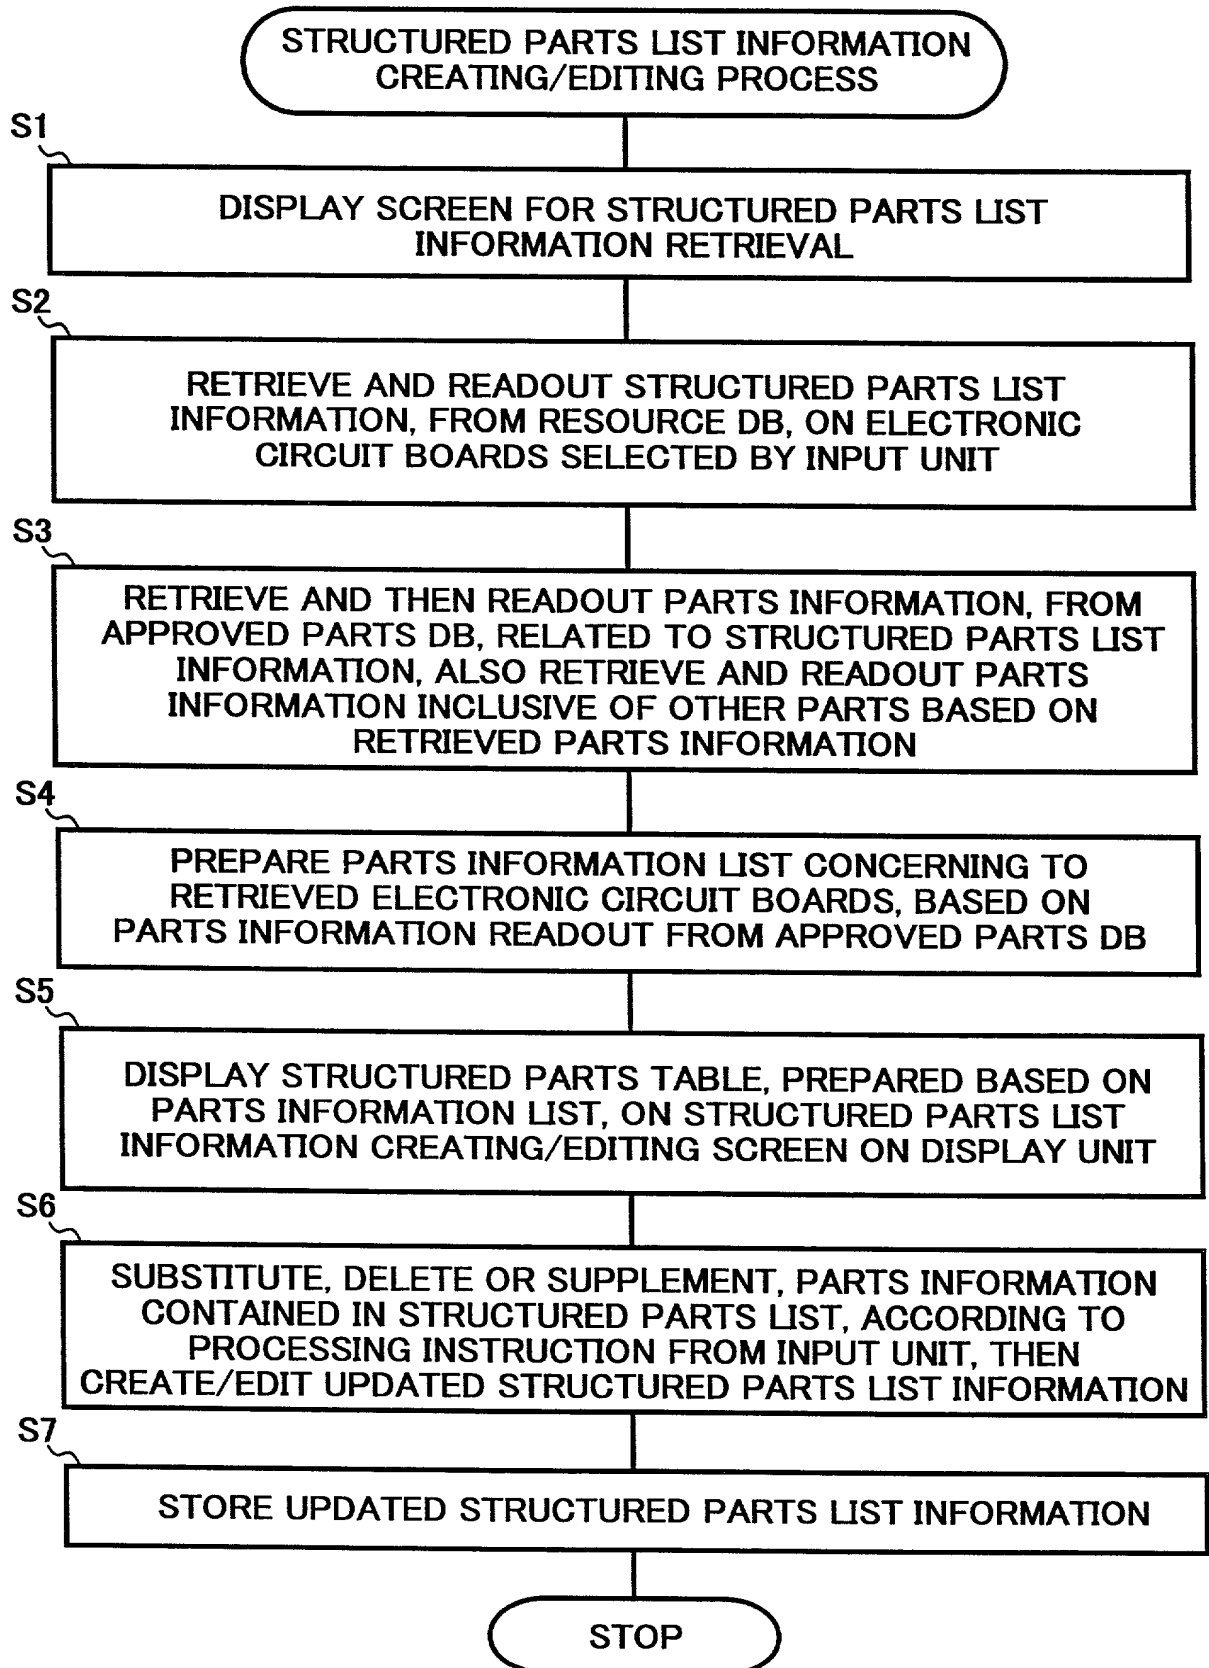 STRUCTURED PARTS LIST INFORMATION
CREATING/EDITING PROCESS
S1
DISPLAY SCREEN FOR STRUCTURED PARTS LIST
INFORMATION RETRIEVAL
S2
RETRIEVE AND READOUT STRUCTURED PARTS LIST
INFORMATION, FROM RESOURCE DB, ON ELECTRONIC
CIRCUIT BOARDS SELECTED BY INPUT UNIT
S3
RETRIEVE AND THEN READOUT PARTS INFORMATION, FROM
APPROVED PARTS DB, RELATED TO STRUCTURED PARTS LIST
INFORMATION, ALSO RETRIEVE AND READOUT PARTS
INFORMATION INCLUSIVE OF OTHER PARTS BASED ON
RETRIEVED PARTS INFORMATION
S4
PREPARE PARTS INFORMATION LIST CONCERNING TO
RETRIEVED ELECTRONIC CIRCUIT BOARDS, BASED ON
PARTS INFORMATION READOUT FROM APPROVED PARTS DB
S5
DISPLAY STRUCTURED PARTS TABLE, PREPARED BASED ON
PARTS INFORMATION LIST, ON STRUCTURED PARTS LIST
INFORMATION CREATING/EDITING SCREEN ON DISPLAY UNIT
S6
SUBSTITUTE, DELETE OR SUPPLEMENT, PARTS INFORMATION
CONTAINED IN STRUCTURED PARTS LIST, ACCORDING TO
PROCESSING INSTRUCTION FROM INPUT UNIT, THEN
CREATE/EDIT UPDATED STRUCTURED PARTS LIST INFORMATION
S7
STORE UPDATED STRUCTURED PARTS LIST INFORMATION
STOP